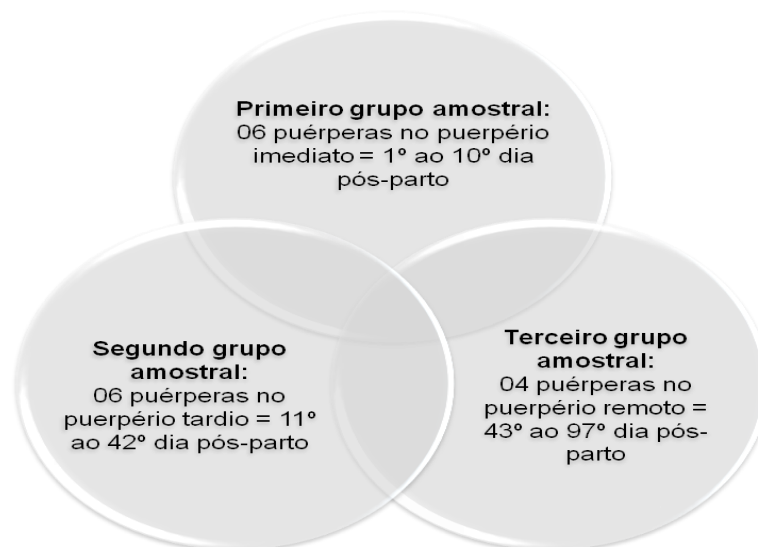 Primeiro grupo amostral:
06 puérperas no puerpério
imediato = 1º ao 10º dia
pós-parto
Segundo grupo
amostral:
06 puérperas no
puerpério tardio = 11º
ao 42º dia pós-parto
Terceiro grupo
amostral:
04 puérperas no
puerpério remoto =
43º ao 97º dia pós-
parto